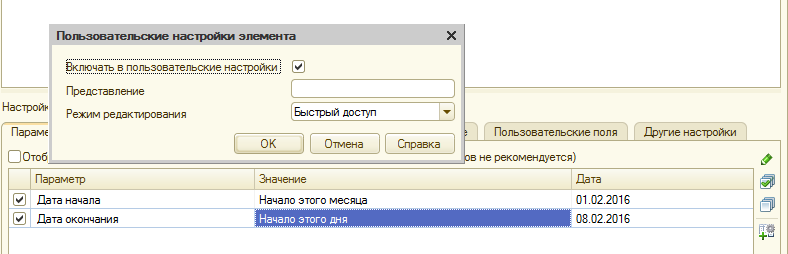 Пользовательские настройки элемента
Включать в пользовательские настройки
Представление
Режим редактирования
Быстрый доступ
OK
Отмена
Справка
Настройк
Парам
е
Пользовательские поля
Другие настройки
Отоб
ов не рекомендуется)
Параметр
Значение
Дата
Дата начала
Начало этого месяца
01.02.2016
Дата окончания
Начало этого дня
08.02.2016